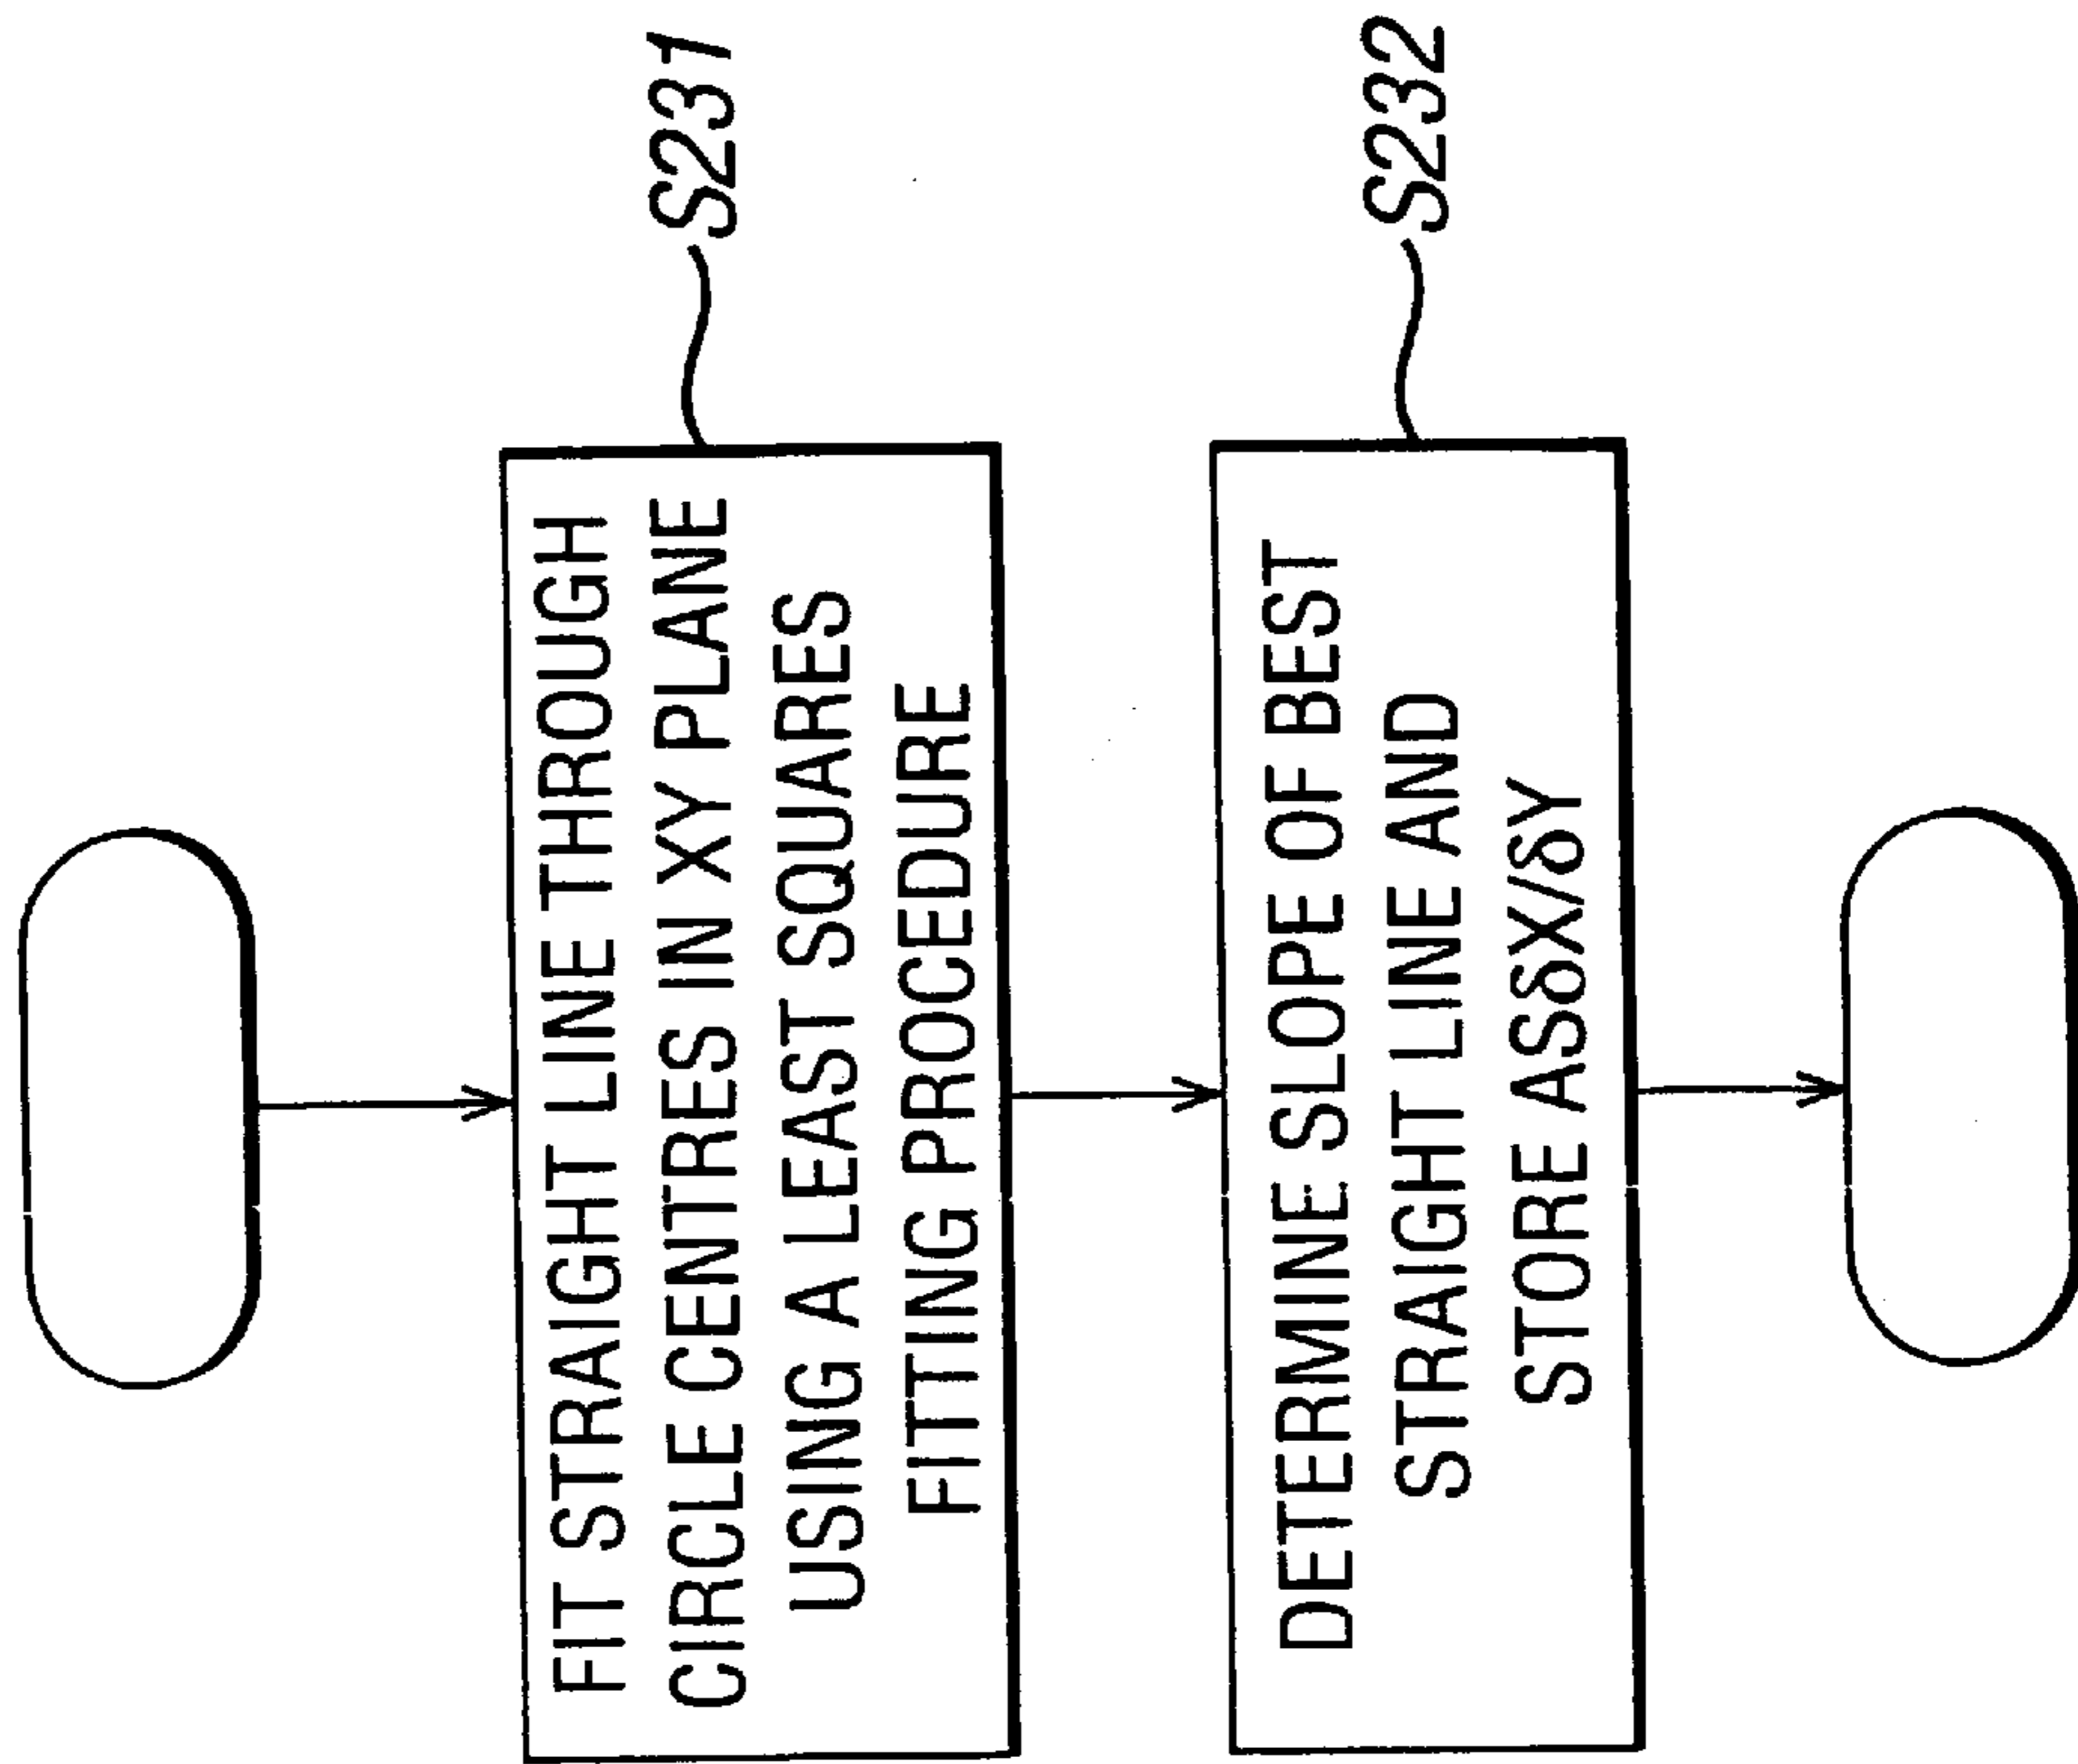 FIT STRAIGHT LINE THROUGH
CIRCLE CENTRES IN XY PLANE
USING A LEAST SQUARES
FITTING PROCEDURE
S231
DETERMINE SLOPE OF BEST
STRAIGHT LINE AND
STORE ASδX/δY
S232